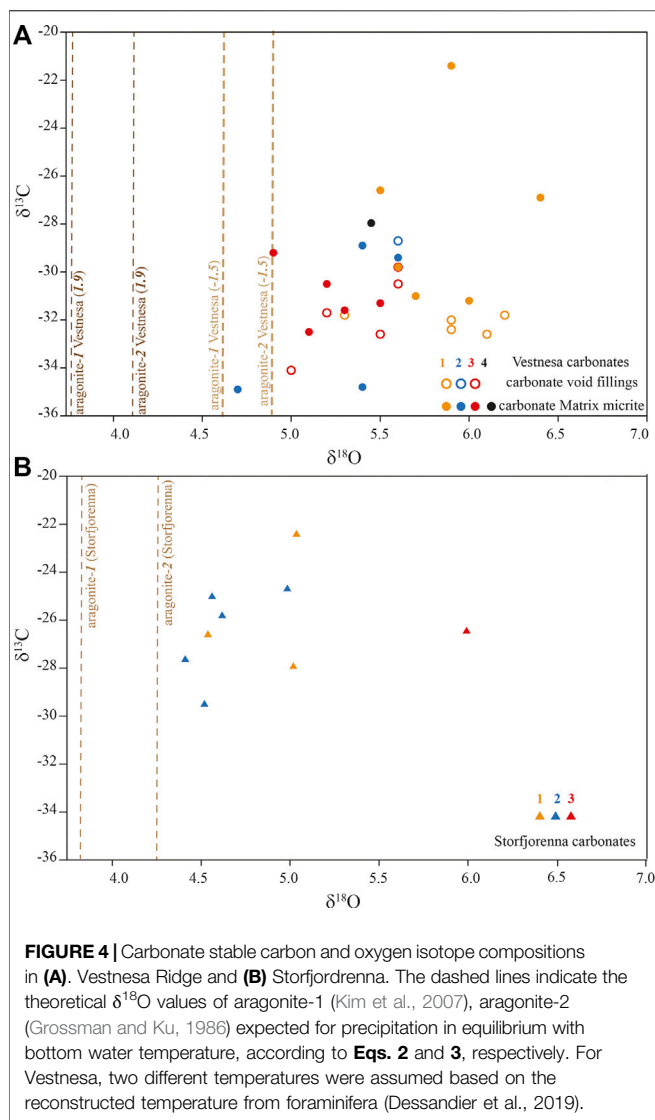 A
-20
-22
-24
-26
-28
-30
-32
-34
-36
δ13C
aragonite-1 Vestnesa (1.9)
aragonite-2 Vestnesa (1.9)
aragonite-1 Vestnesa (-1.5)
aragonite-2 Vestnesa (-1.5)
1 2 3 4 Vestnesa carbonates
carbonate void fillings
carbonate Matrix micrite
4.0 4.5 5.0 5.5 6.0 6.5 7.0
δ18O
B
-20
-22
-24
-26
-28
-30
-32
-34
-36
δ13C
aragonite-1 (Storfjorenna)
aragonite-2 (Storfjorenna)
1 2 3
Storfjorenna carbonates
4.0 4.5 5.0 5.5 6.0 6.5 7.0
δ18O
FIGURE 4 | Carbonate stable carbon and oxygen isotope compositions
in (A). Vestnesa Ridge and (B) Storfjordrenna. The dashed lines indicate the
theoretical δ18O values of aragonite-1 (Kim et al., 2007), aragonite-2
(Grossman and Ku, 1986) expected for precipitation in equilibrium with
bottom water temperature, according to Eqs. 2 and 3, respectively. For
Vestnesa, two different temperatures were assumed based on the
reconstructed temperature from foraminifera (Dessandier et al., 2019).